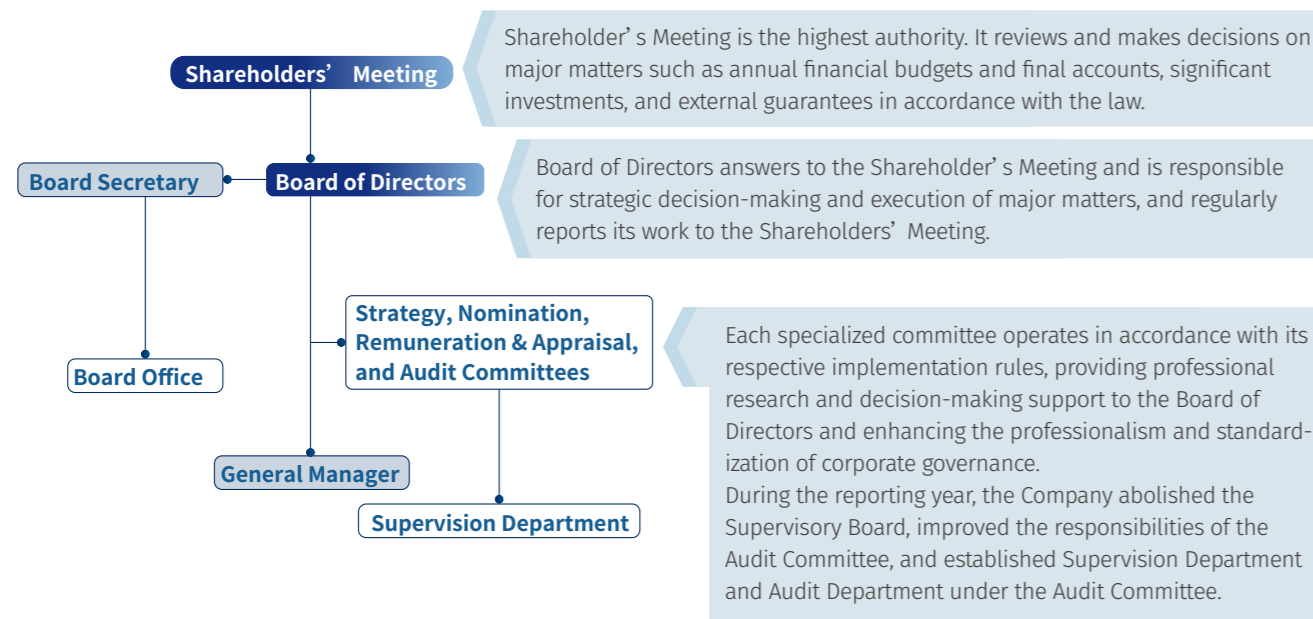 Shareholders’ Meeting
Shareholder’ s Meeting is the highest authority. It reviews and makes decisions on
major matters such as annual financial budgets and final accounts, significant
investments, and external guarantees in accordance with the law.
Board Secretary
Board of Directors
Board of Directors answers to the Shareholder’ s Meeting and is responsible
for strategic decision-making and execution of major matters, and regularly
reports its work to the Shareholders’ Meeting.
Board Office
Strategy, Nomination,
Remuneration & Appraisal,
and Audit Committees
Each specialized committee operates in accordance with its
respective implementation rules, providing professional
research and decision-making support to the Board of
Directors and enhancing the professionalism and standard-
ization of corporate governance.
During the reporting year, the Company abolished the
Supervisory Board, improved the responsibilities of the
Audit Committee, and established Supervision Department
and Audit Department under the Audit Committee.
General Manager
Supervision Department